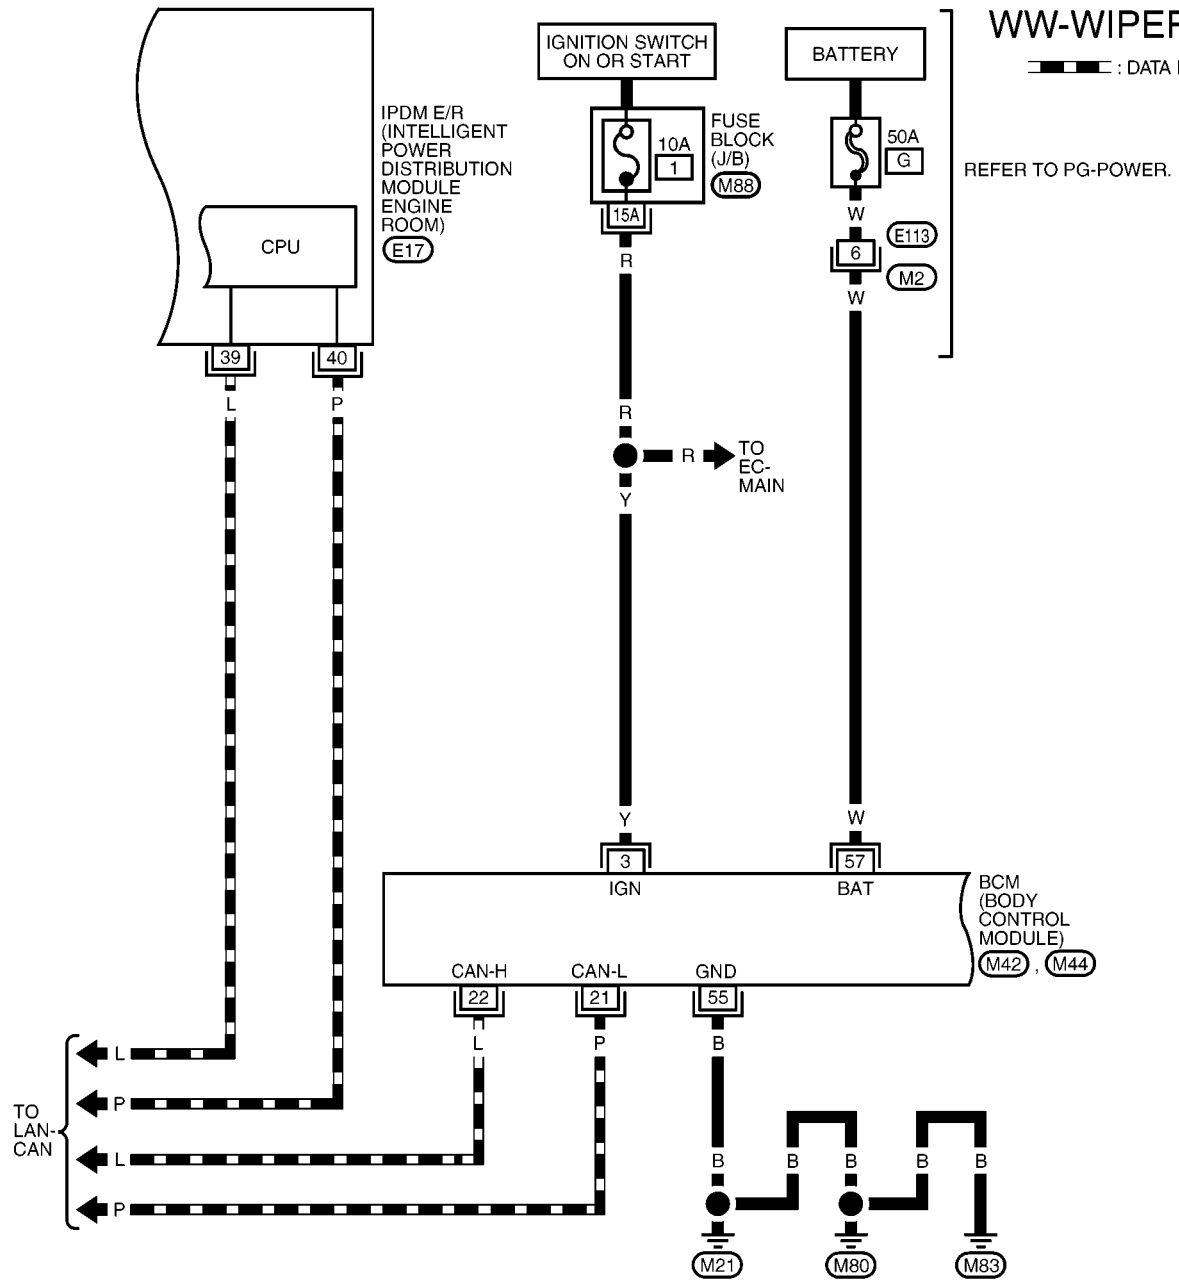 WW-WIPER
: DATA
IGNITION SWITCH
ON OR START
BATTERY
IPDM E/R
(INTELLIGENT
POWER
DISTRIBUTION
MODULE
ENGINE
ROOM)
E17
CPU
10A
1
FUSE
BLOCK
(J/B)
M88
50A
G
REFER TO PG-POWER.
15A
R
W
E113
6
M2
W
39
40
L
P
R
R
TO
EC-
MAIN
Y
Y
W
3
57
IGN
BAT
BCM
(BODY
CONTROL
MODULE)
M42 , M44
CAN-H
CAN-L
GND
22
21
55
L
P
B
L
P
TO
LAN-
CAN
L
P
B
B
B
B
B
M21
M80
M83